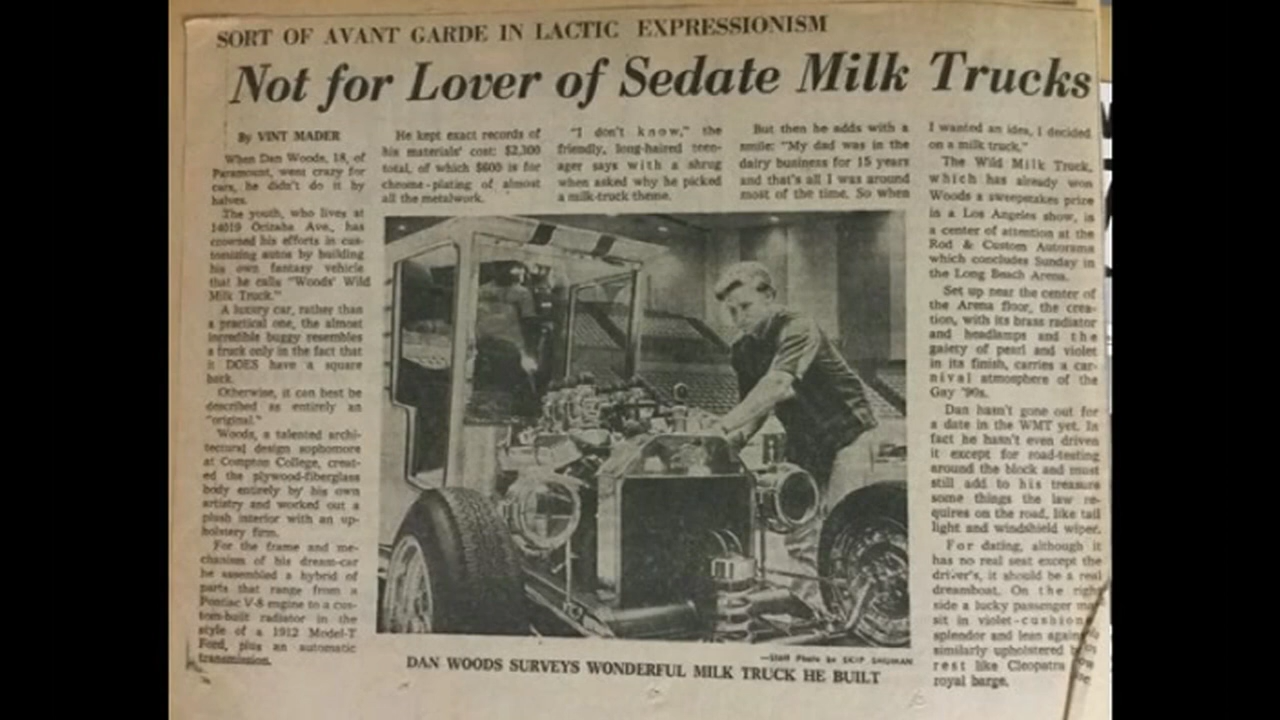 SORT OF AVANT GARDE IN LACTIC EXPRESSIONISM
Not for Lover of Sedate Milk Trucks
By VINT MADER
When Dan Woods, 18, of
Paramount, went crazy for
cars, he didn't do it by
halves.
The youth, who lives at
14019 Orizaba Ave., has
crowned his efforts in cus-
tomizing autos by building
his own fantasy vehicle
that he calls "Woods' Wild
Milk Truck."
A luxury car, rather than
a practical one, the almost
incredible buggy resembles
a truck only in the fact that
it DOES have a square
back.
Otherwise, it can best be
described as entirely an
"original."
Woods, a talented archi-
tectural design sophomore
at Compton College, creat-
ed the plywood-fiberglass
body entirely by his own
artistry and worked out a
plush interior with an up-
holstery firm.
For the frame and me-
chanism of his dream-car
he assembled a hybrid of
parts that range from a
Pontiac V-8 engine to a cus-
tom-built radiator in the
style of a 1912 Model-T
Ford, plus an automatic
transmission.
He kept exact records of
his materials' cost: $2,300
total, of which $600 is for
chrome-plating of almost
all the metalwork.
"I don't know," the
friendly, long-haired teen-
ager says with a shrug
when asked why he picked
a milk-truck theme.
But then he adds with a
smile: "My dad was in the
dairy business for 15 years
and that's all I was around
most of the time. So when
I wanted an idea, I decided
on a milk truck."
The Wild Milk Truck,
which has already won
Woods a sweepstakes prize
in a Los Angeles show, is
a center of attention at the
Rod & Custom Autorama
which concludes Sunday in
the Long Beach Arena.
Set up near the center of
the Arena floor, the crea-
tion, with its brass radiator
and headlamps and the
gaiety of pearl and violet
in its finish, carries a car-
nival atmosphere of the
Gay '90s.
Dan hasn't gone out for
a date in the WMT yet. In
fact he hasn't even driven
it except for road-testing
around the block and must
still add to his treasure
some things the law re-
quires on the road, like tail
light and windshield wiper.
For dating, although it
has no real seat except the
driver's, it should be a real
dreamboat. On the right
side a lucky passenger
sit in violet-cushion
splendor and lean
similarly upholstered
rest like Cleopatra
royal barge.
—Staff Photo by SKIP SHUMAN
DAN WOODS SURVEYS WONDERFUL MILK TRUCK HE BUILT